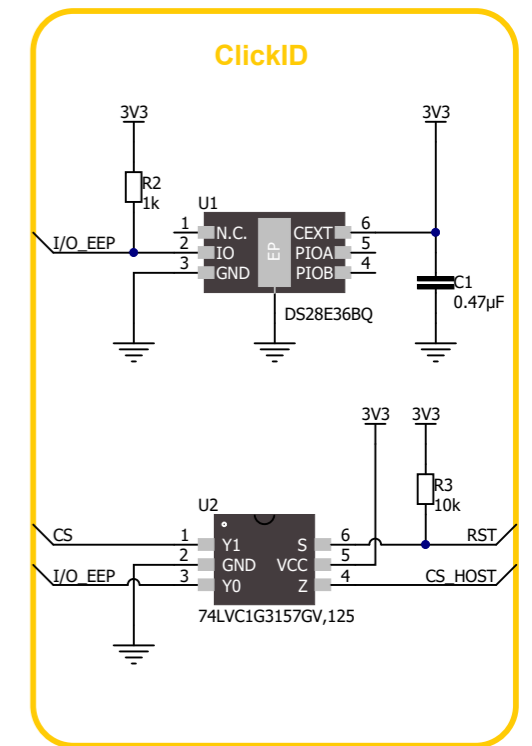 ClickID
3V3 3V3
R2
1k
U1
1 N.C. CEXT 6
I/O_EEP 2 IO PIOA 5
3 GND PIOB 4
EP
C1
0.47µF
DS28E36BQ
3V3 3V3
R3
10k
U2
CS 1 Y1 S 6 RST
2 GND VCC 5
I/O_EEP 3 Y0 Z 4 CS_HOST
74LVC1G3157GV,125